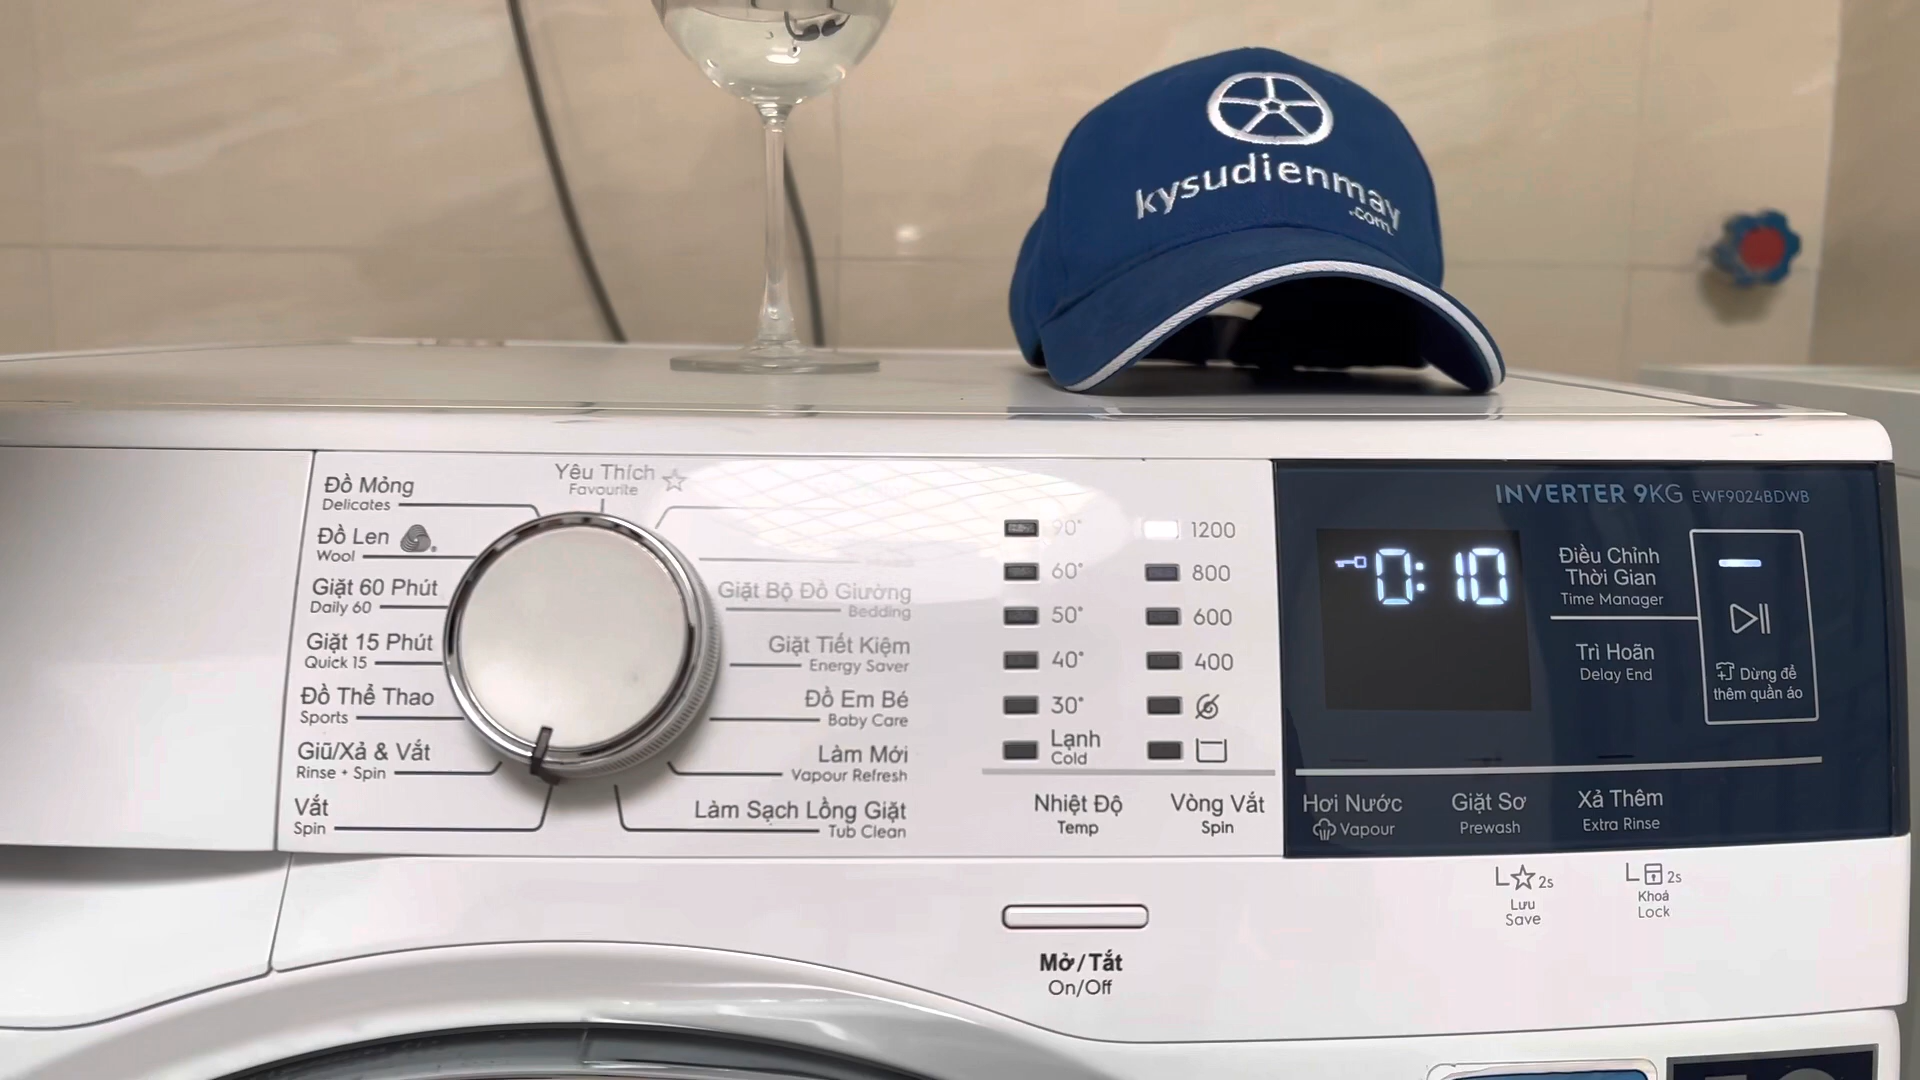 kysudienmay
.com
INVERTER 9KG EWF9024BDWB
Yêu Thích
Favourite
Đồ Mỏng
Delicates
Đồ Len
Wool
Giặt 60 Phút
Daily 60
Giặt 15 Phút
Quick 15
Đồ Thể Thao
Sports
Giũ/Xả & Vắt
Rinse + Spin
Vắt
Spin
Giặt Bộ Đồ Giường
Bedding
Giặt Tiết Kiệm
Energy Saver
Đồ Em Bé
Baby Care
Làm Mới
Vapour Refresh
Làm Sạch Lồng Giặt
Tub Clean
90°
60°
50°
40°
30°
Lạnh
Cold
Nhiệt Độ
Temp
1200
800
600
400
Vòng Vắt
Spin
0:10
Điều Chỉnh
Thời Gian
Time Manager
Trì Hoãn
Delay End
Dừng để
thêm quần áo
Hơi Nước
Vapour
Giặt Sơ
Prewash
Xả Thêm
Extra Rinse
2s
Lưu
Save
2s
Khoá
Lock
Mở/Tắt
On/Off